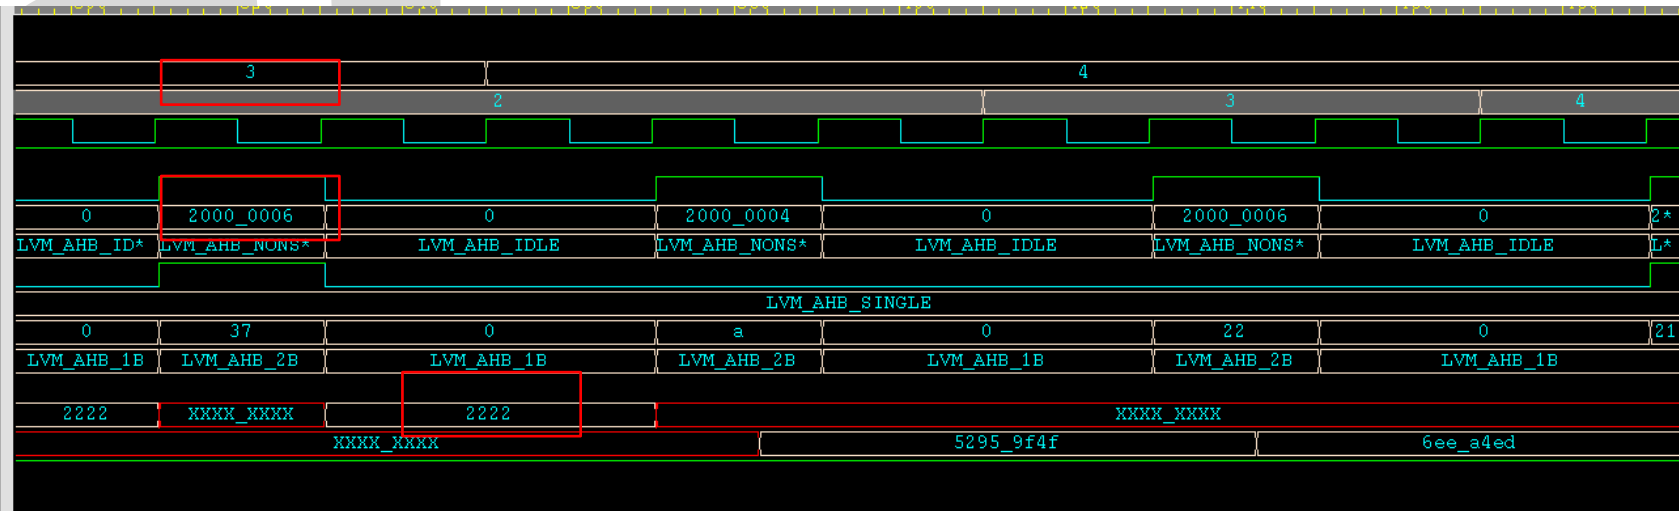 3 4
2 3 4
0 2000_0006 0 2000_0004 0 2000_0006 0 2*
LVM_AHB_ID* LVM_AHB_NONS* LVM_AHB_IDLE LVM_AHB_NONS* LVM_AHB_IDLE LVM_AHB_NONS* LVM_AHB_IDLE L*
LVM_AHB_SINGLE
0 37 0 a 0 22 0 21
LVM_AHB_1B LVM_AHB_2B LVM_AHB_1B LVM_AHB_2B LVM_AHB_1B LVM_AHB_2B LVM_AHB_1B
2222 XXXX_XXXX 2222 XXXX_XXXX
XXXX_XXXX 5295_9f4f 6ee_a4ed